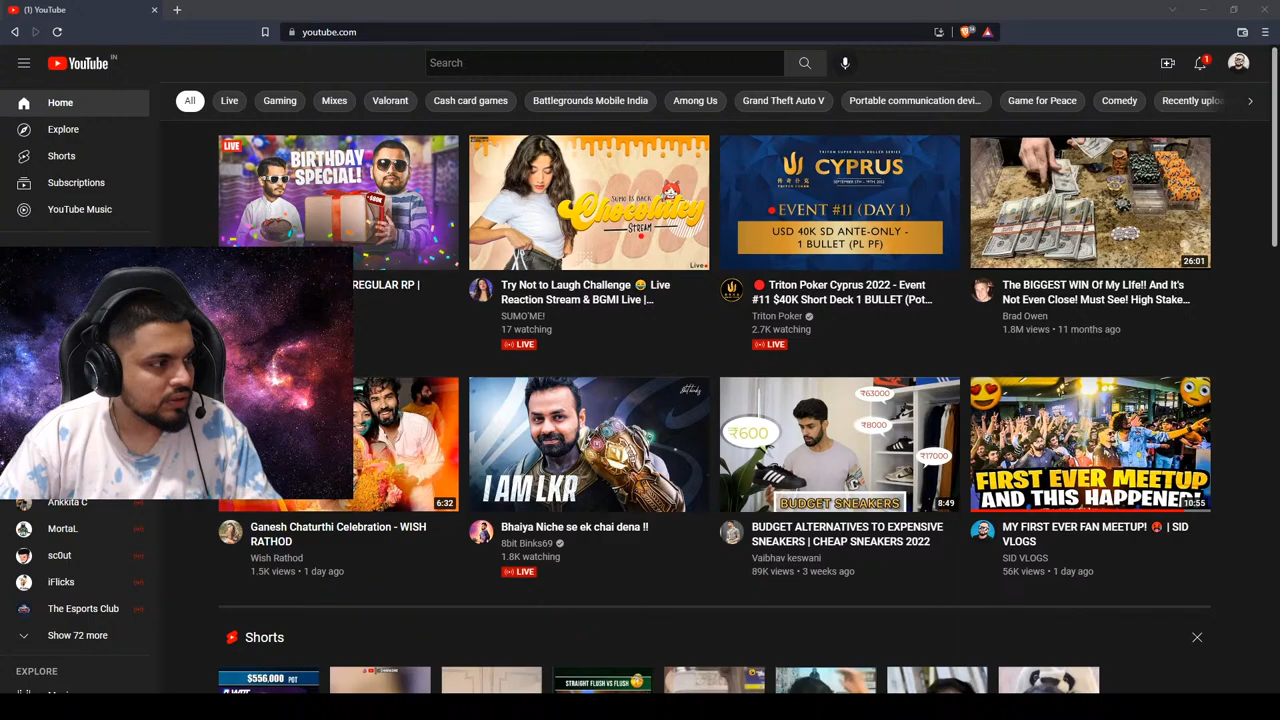 (1) YouTube
youtube.com
YouTube IN
Search
1
Home
Explore
Shorts
Subscriptions
YouTube Music
All
Live
Gaming
Mixes
Valorant
Cash card games
Battlegrounds Mobile India
Among Us
Grand Theft Auto V
Portable communication devi...
Game for Peace
Comedy
Recently uplo
LIVE
BIRTHDAY
SPECIAL!
REGULAR RP |
SUMO IS BACK
Chocolatey
STREAM
Live
Try Not to Laugh Challenge 😂 Live
Reaction Stream & BGMI Live |...
SUMO'ME!
17 watching
LIVE
TRITON SUPER HIGH ROLLER SERIES
CYPRUS
EVENT #11 (DAY 1)
USD 40K SD ANTE-ONLY -
1 BULLET (PL PF)
🔴 Triton Poker Cyprus 2022 - Event
#11 $40K Short Deck 1 BULLET (Pot...
Triton Poker
2.7K watching
LIVE
26:01
The BIGGEST WIN Of My LIfe!! And It's
Not Even Close! Must See! High Stake...
Brad Owen
1.8M views • 11 months ago
6:32
Ganesh Chaturthi Celebration - WISH
RATHOD
Wish Rathod
1.5K views • 1 day ago
I AM LKR
Bhaiya Niche se ek chai dena !!
8bit Binks69
1.8K watching
LIVE
₹600
₹63000
₹8000
₹17000
BUDGET SNEAKERS
8:49
BUDGET ALTERNATIVES TO EXPENSIVE
SNEAKERS | CHEAP SNEAKERS 2022
Vaibhav keswani
89K views • 3 weeks ago
FIRST EVER MEETUP
AND THIS HAPPENED
10:55
MY FIRST EVER FAN MEETUP! 🥵 | SID
VLOGS
SID VLOGS
56K views • 1 day ago
Ankkita C
MortaL
sc0ut
iFlicks
The Esports Club
Show 72 more
EXPLORE
Shorts
$556,000 POT
STRAIGHT FLUSH VS FLUSH